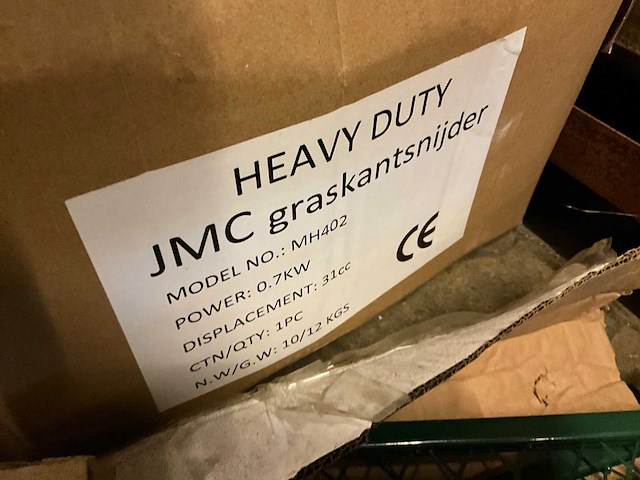 HEAVY DUTY
JMC graskantsnijder
MODEL NO.: MH402
POWER: 0.7KW
DISPLACEMENT: 31cc
CTN/QTY: 1PC
N.W/G.W: 10/12 KGS
CE